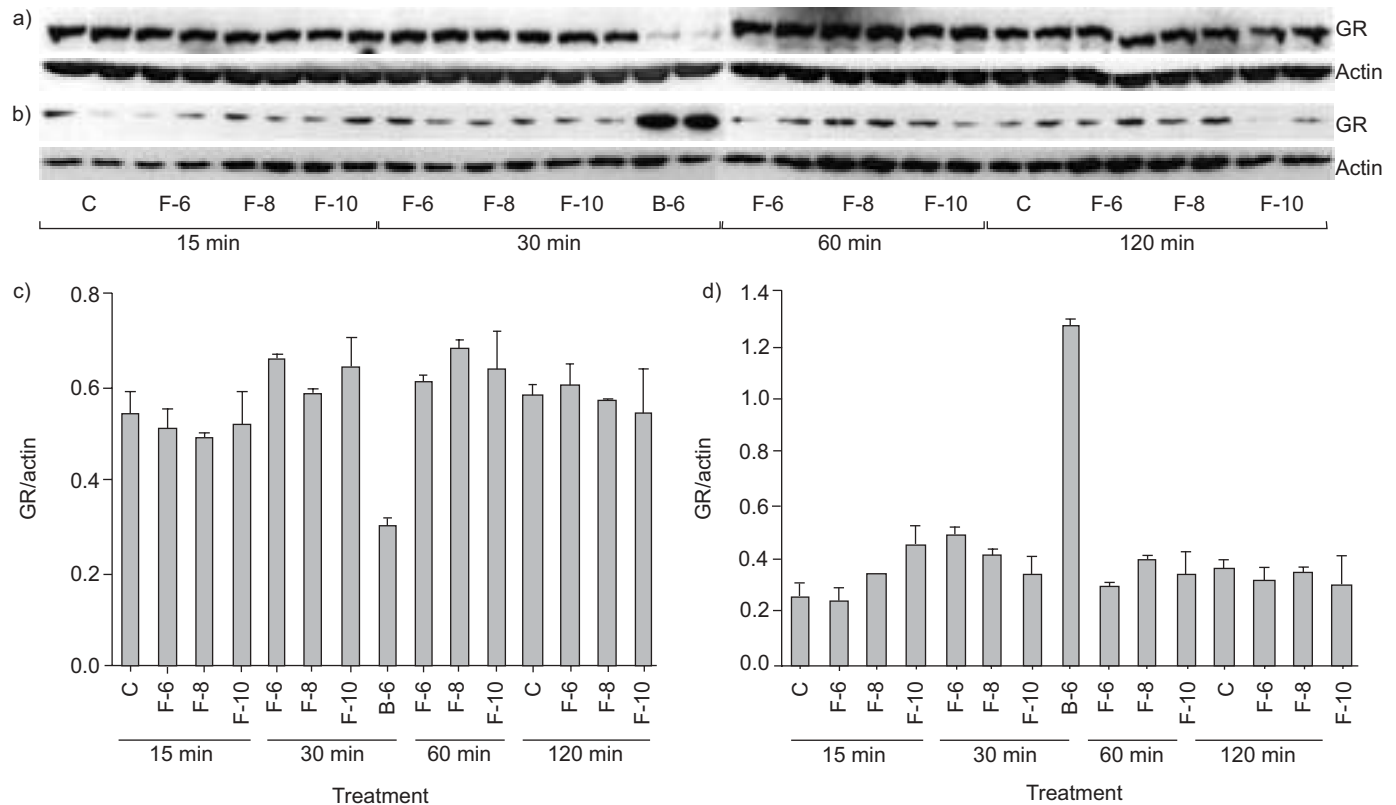 a)
GR
Actin
b)
GR
Actin
C F-6 F-8 F-10 F-6 F-8 F-10 B-6 F-6 F-8 F-10 C F-6 F-8 F-10
15 min 30 min 60 min 120 min
c)
0.8
0.6
0.4
0.2
0.0
GR/actin
C F-6 F-8 F-10 F-6 F-8 F-10 B-6 F-6 F-8 F-10 C F-6 F-8 F-10
15 min 30 min 60 min 120 min
Treatment
d)
1.4
1.2
1.0
0.8
0.6
0.4
0.2
0.0
GR/actin
C F-6 F-8 F-10 F-6 F-8 F-10 B-6 F-6 F-8 F-10 C F-6 F-8 F-10
15 min 30 min 60 min 120 min
Treatment